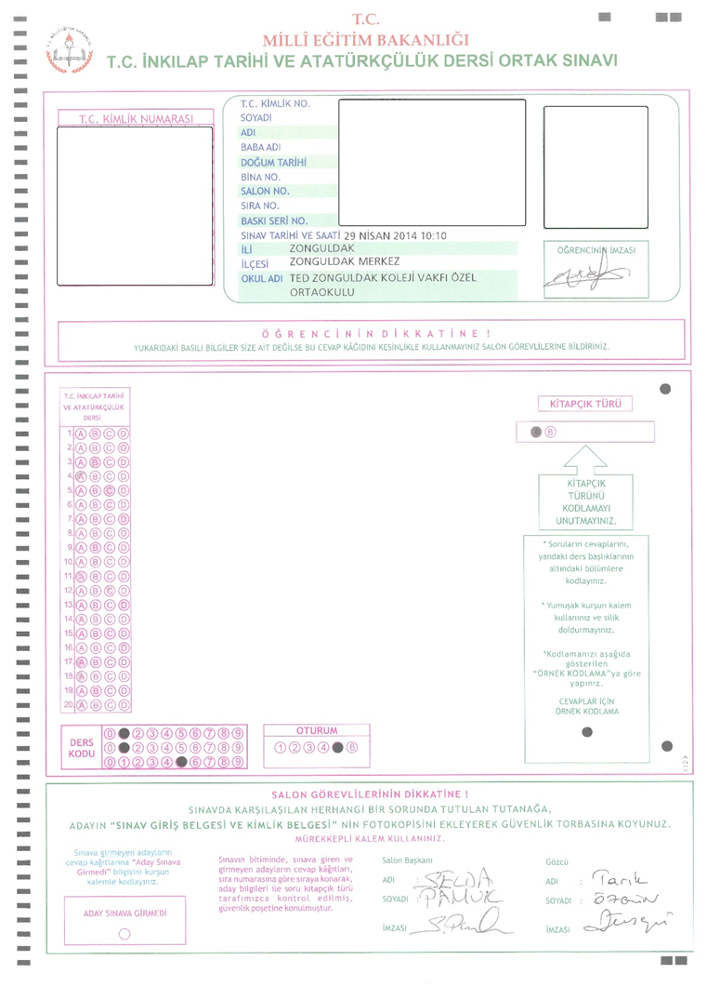 T.C.
MİLLÎ EĞİTİM BAKANLIĞI
T.C. İNKILAP TARİHİ VE ATATÜRKÇÜLÜK DERSİ ORTAK SINAVI
T.C. KİMLİK NUMARASI
T.C. KİMLİK NO.
SOYADI
ADI
BABA ADI
DOĞUM TARİHİ
BİNA NO.
SALON NO.
SIRA NO.
BASKI SERİ NO.
SINAV TARİHİ VE SAATİ 29 NİSAN 2014 10:10
İLİ ZONGULDAK
İLÇESİ ZONGULDAK MERKEZ
OKUL ADI TED ZONGULDAK KOLEJİ VAKFI ÖZEL
ORTAOKULU
ÖĞRENCİNİN İMZASI
ÖĞRENCİNİN DİKKATİNE !
YUKARIDAKİ BASILI BİLGİLER SİZE AİT DEĞİLSE BU CEVAP KÂĞIDINI KESİNLİKLE KULLANMAYINIZ SALON GÖREVLİLERİNE BİLDİRİNİZ.
T.C. İNKILAP TARİHİ
VE ATATÜRKÇÜLÜK
DERSİ
1. A B C D
2. A B C D
3. A B C D
4. A B C D
5. A B C D
6. A B C D
7. A B C D
8. A B C D
9. A B C D
10. A B C D
11. A B C D
12. A B C D
13. A B C D
14. A B C D
15. A B C D
16. A B C D
17. A B C D
18. A B C D
19. A B C D
20. A B C D
KİTAPÇIK TÜRÜ
B
KİTAPÇIK
TÜRÜNÜ
KODLAMAYI
UNUTMAYINIZ.
* Soruların cevaplarını,
yandaki ders başlıklarının
altındaki bölümlere
kodlayınız.
* Yumuşak kurşun kalem
kullanınız ve silik
doldurmayınız.
*Kodlamanızı aşağıda
gösterilen
"ÖRNEK KODLAMA"ya göre
yapınız.
CEVAPLAR İÇİN
ÖRNEK KODLAMA
DERS
KODU
0 2 3 4 5 6 7 8 9
0 2 3 4 5 6 7 8 9
0 1 2 3 4 6 7 8 9
OTURUM
1 2 3 4 6
SALON GÖREVLİLERİNİN DİKKATİNE !
SINAVDA KARŞILAŞILAN HERHANGİ BİR SORUNDA TUTULAN TUTANAĞA,
ADAYIN "SINAV GİRİŞ BELGESİ VE KİMLİK BELGESİ" NİN FOTOKOPİSİNİ EKLEYEREK GÜVENLİK TORBASINA KOYUNUZ.
MÜREKKEPLİ KALEM KULLANINIZ.
Sınava girmeyen adayların
cevap kağıtlarına "Aday Sınava
Girmedi" bilgisini kurşun
kalemle kodlayınız.
ADAY SINAVA GİRMEDİ
Sınavın bitiminde, sınava giren ve
girmeyen adayların cevap kâğıtları,
sıra numarasına göre sıraya konarak,
aday bilgileri ile soru kitapçık türü
tarafımızca kontrol edilmiş,
güvenlik poşetine konulmuştur.
Salon Başkanı
ADI : SELDA
SOYADI : PAMUK
İMZASI
Gözcü
ADI : Tarık
SOYADI : ÖZGÜN
İMZASI